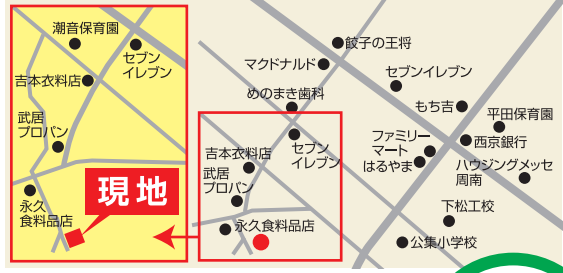 潮音保育園
セブン
イレブン
吉本衣料店
武居
プロパン
現地
永久
食料品店
餃子の王将
マクドナルド
セブンイレブン
めのまき歯科
もち吉
平田保育園
セブン
イレブン
ファミリー
マート
西京銀行
はるやま
ハウジングメッセ
周南
吉本衣料店
武居
プロパン
下松工校
永久食料品店
公集小学校